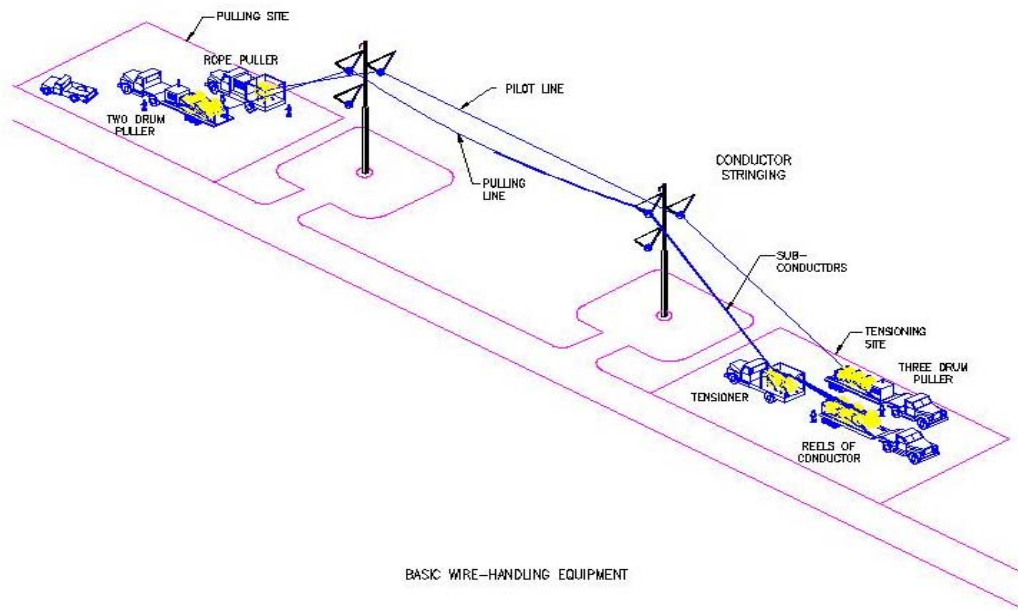 PULLING SITE
ROPE PULLER
TWO DRUM
PULLER
PILOT LINE
PULLING
LINE
CONDUCTOR
STRINGING
SUB-
CONDUCTORS
TENSIONING
SITE
THREE DRUM
PULLER
TENSIONER
REELS OF
CONDUCTOR
BASIC WIRE-HANDLING EQUIPMENT